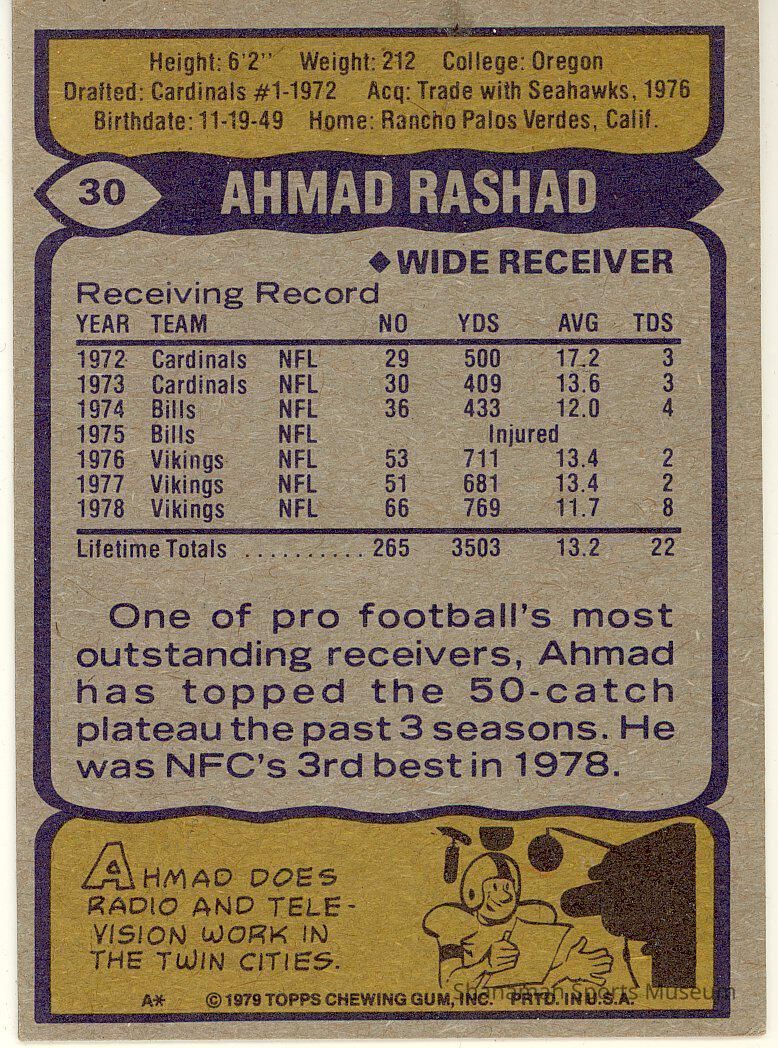 Height: 6'2" Weight: 212 College: Oregon
Drafted: Cardinals #1-1972 Acq: Trade with Seahawks, 1976
Birthdate: 11-19-49 Home: Rancho Palos Verdes, Calif.
30 AHMAD RASHAD
◆WIDE RECEIVER
Receiving Record
YEAR TEAM NO YDS AVG TDS
1972 Cardinals NFL 29 500 17.2 3
1973 Cardinals NFL 30 409 13.6 3
1974 Bills NFL 36 433 12.0 4
1975 Bills NFL Injured
1976 Vikings NFL 53 711 13.4 2
1977 Vikings NFL 51 681 13.4 2
1978 Vikings NFL 66 769 11.7 8
Lifetime Totals .......... 265 3503 13.2 22
One of pro football's most
outstanding receivers, Ahmad
has topped the 50-catch
plateau the past 3 seasons. He
was NFC's 3rd best in 1978.
AHMAD DOES
RADIO AND TELE-
VISION WORK IN
THE TWIN CITIES.
A* © 1979 TOPPS CHEWING GUM, INC. PRTD. IN U.S.A.
Shanaman Sports Museum